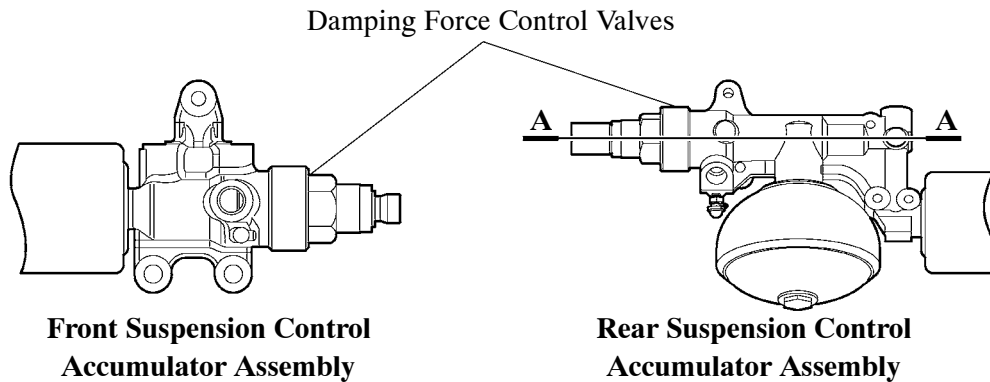 Damping Force Control Valves
A A
Front Suspension Control
Accumulator Assembly
Rear Suspension Control
Accumulator Assembly